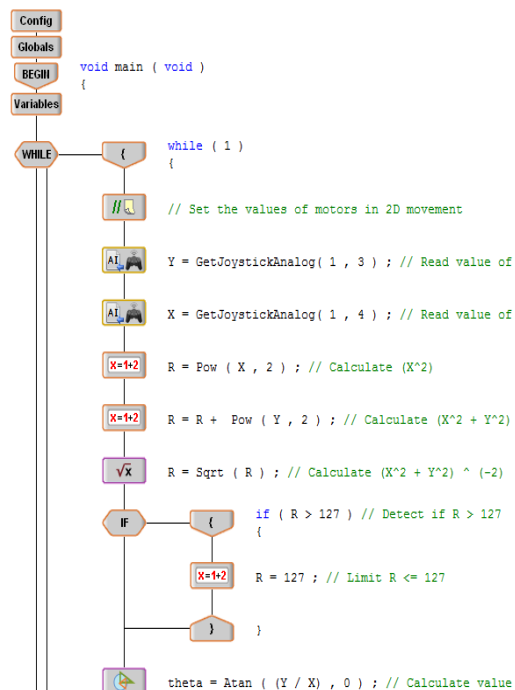 Config
Globals
BEGIN void main ( void )
{
Variables
WHILE { while ( 1 )
{
// // Set the values of motors in 2D movement
AI Y = GetJoystickAnalog( 1 , 3 ) ; // Read value of
AI X = GetJoystickAnalog( 1 , 4 ) ; // Read value of
X=1+2 R = Pow ( X , 2 ) ; // Calculate (X^2)
X=1+2 R = R + Pow ( Y , 2 ) ; // Calculate (X^2 + Y^2)
√x R = Sqrt ( R ) ; // Calculate (X^2 + Y^2) ^ (-2)
IF { if ( R > 127 ) // Detect if R > 127
{
X=1+2 R = 127 ; // Limit R <= 127
} }
theta = Atan ( (Y / X) , 0 ) ; // Calculate value